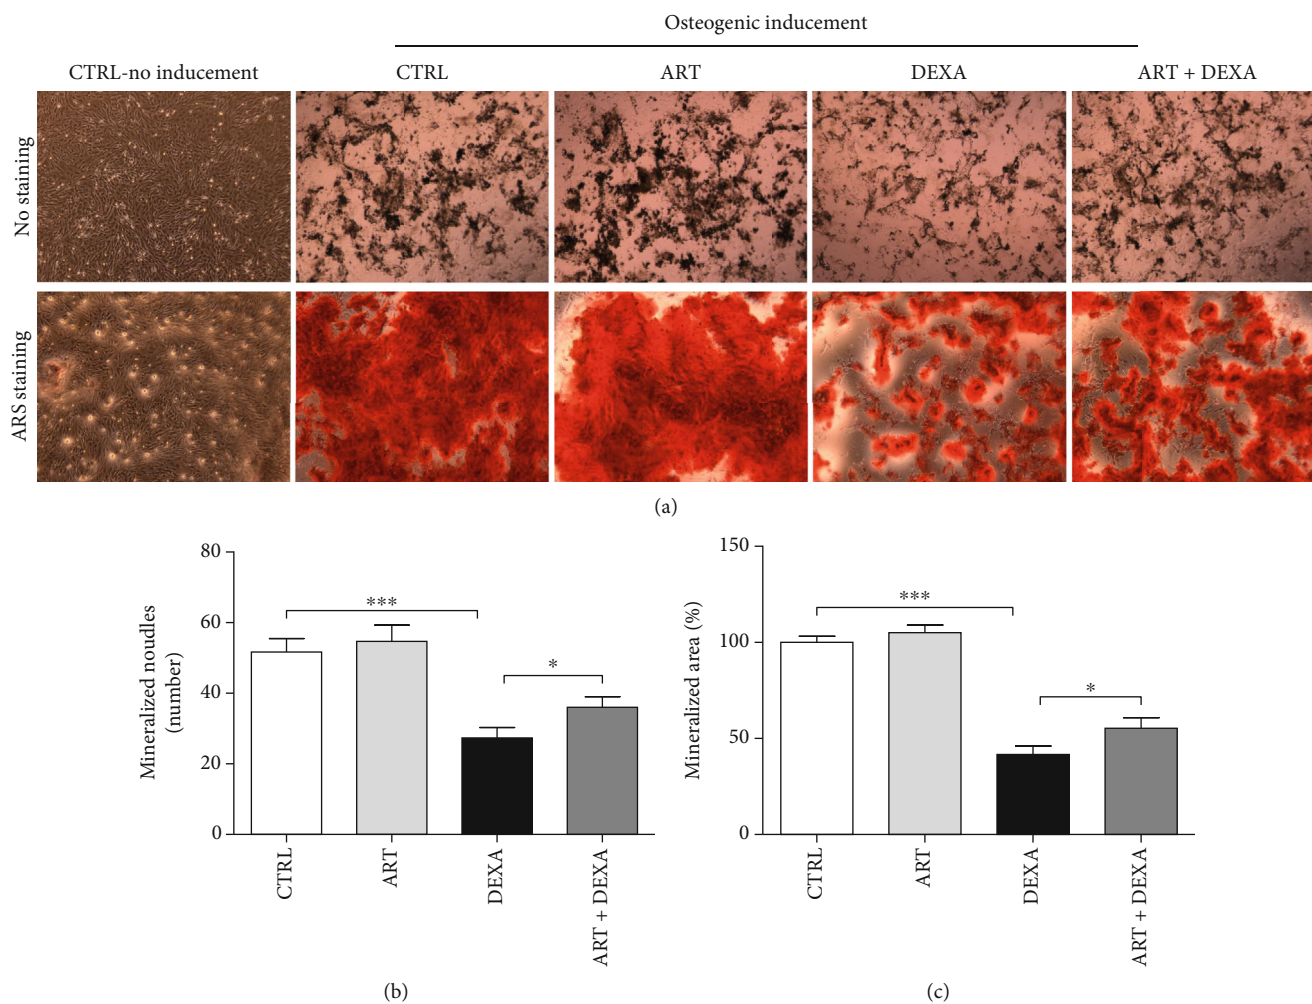 Osteogenic inducement
CTRL-no inducement
CTRL
ART
DEXA
ART + DEXA
No staining
ARS staining
(a)
Mineralized noudles
(number)
80
60
40
20
0
***
*
CTRL
ART
DEXA
ART + DEXA
(b)
Mineralized area (%)
150
100
50
0
***
*
CTRL
ART
DEXA
ART + DEXA
(c)